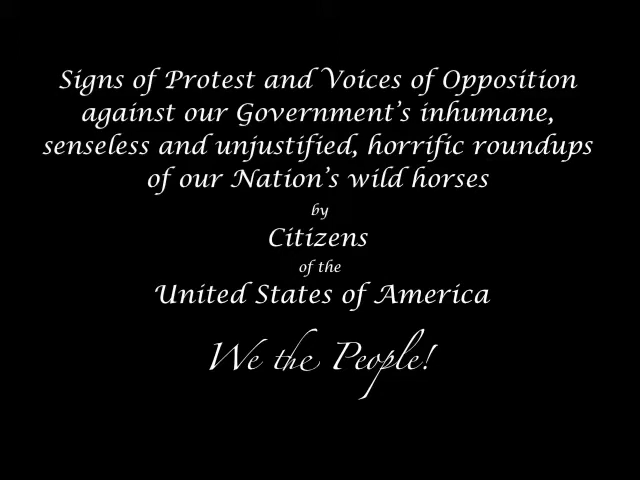 Signs of Protest and Voices of Opposition
against our Government's inhumane,
senseless and unjustified, horrific roundups
of our Nation's wild horses
by
Citizens
of the
United States of America
We the People!